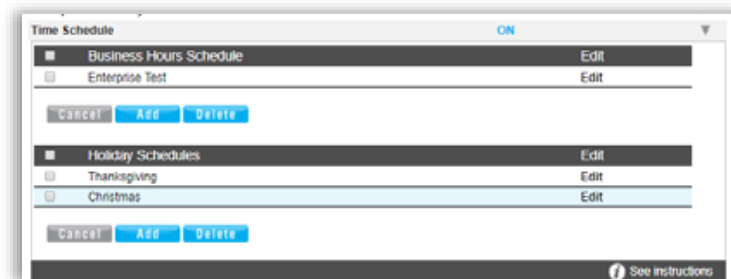 Time Schedule ON
Business Hours Schedule Edit
Enterprise Test Edit
Cancel Add Delete
Holiday Schedules Edit
Thanksgiving Edit
Christmas Edit
Cancel Add Delete
See instructions